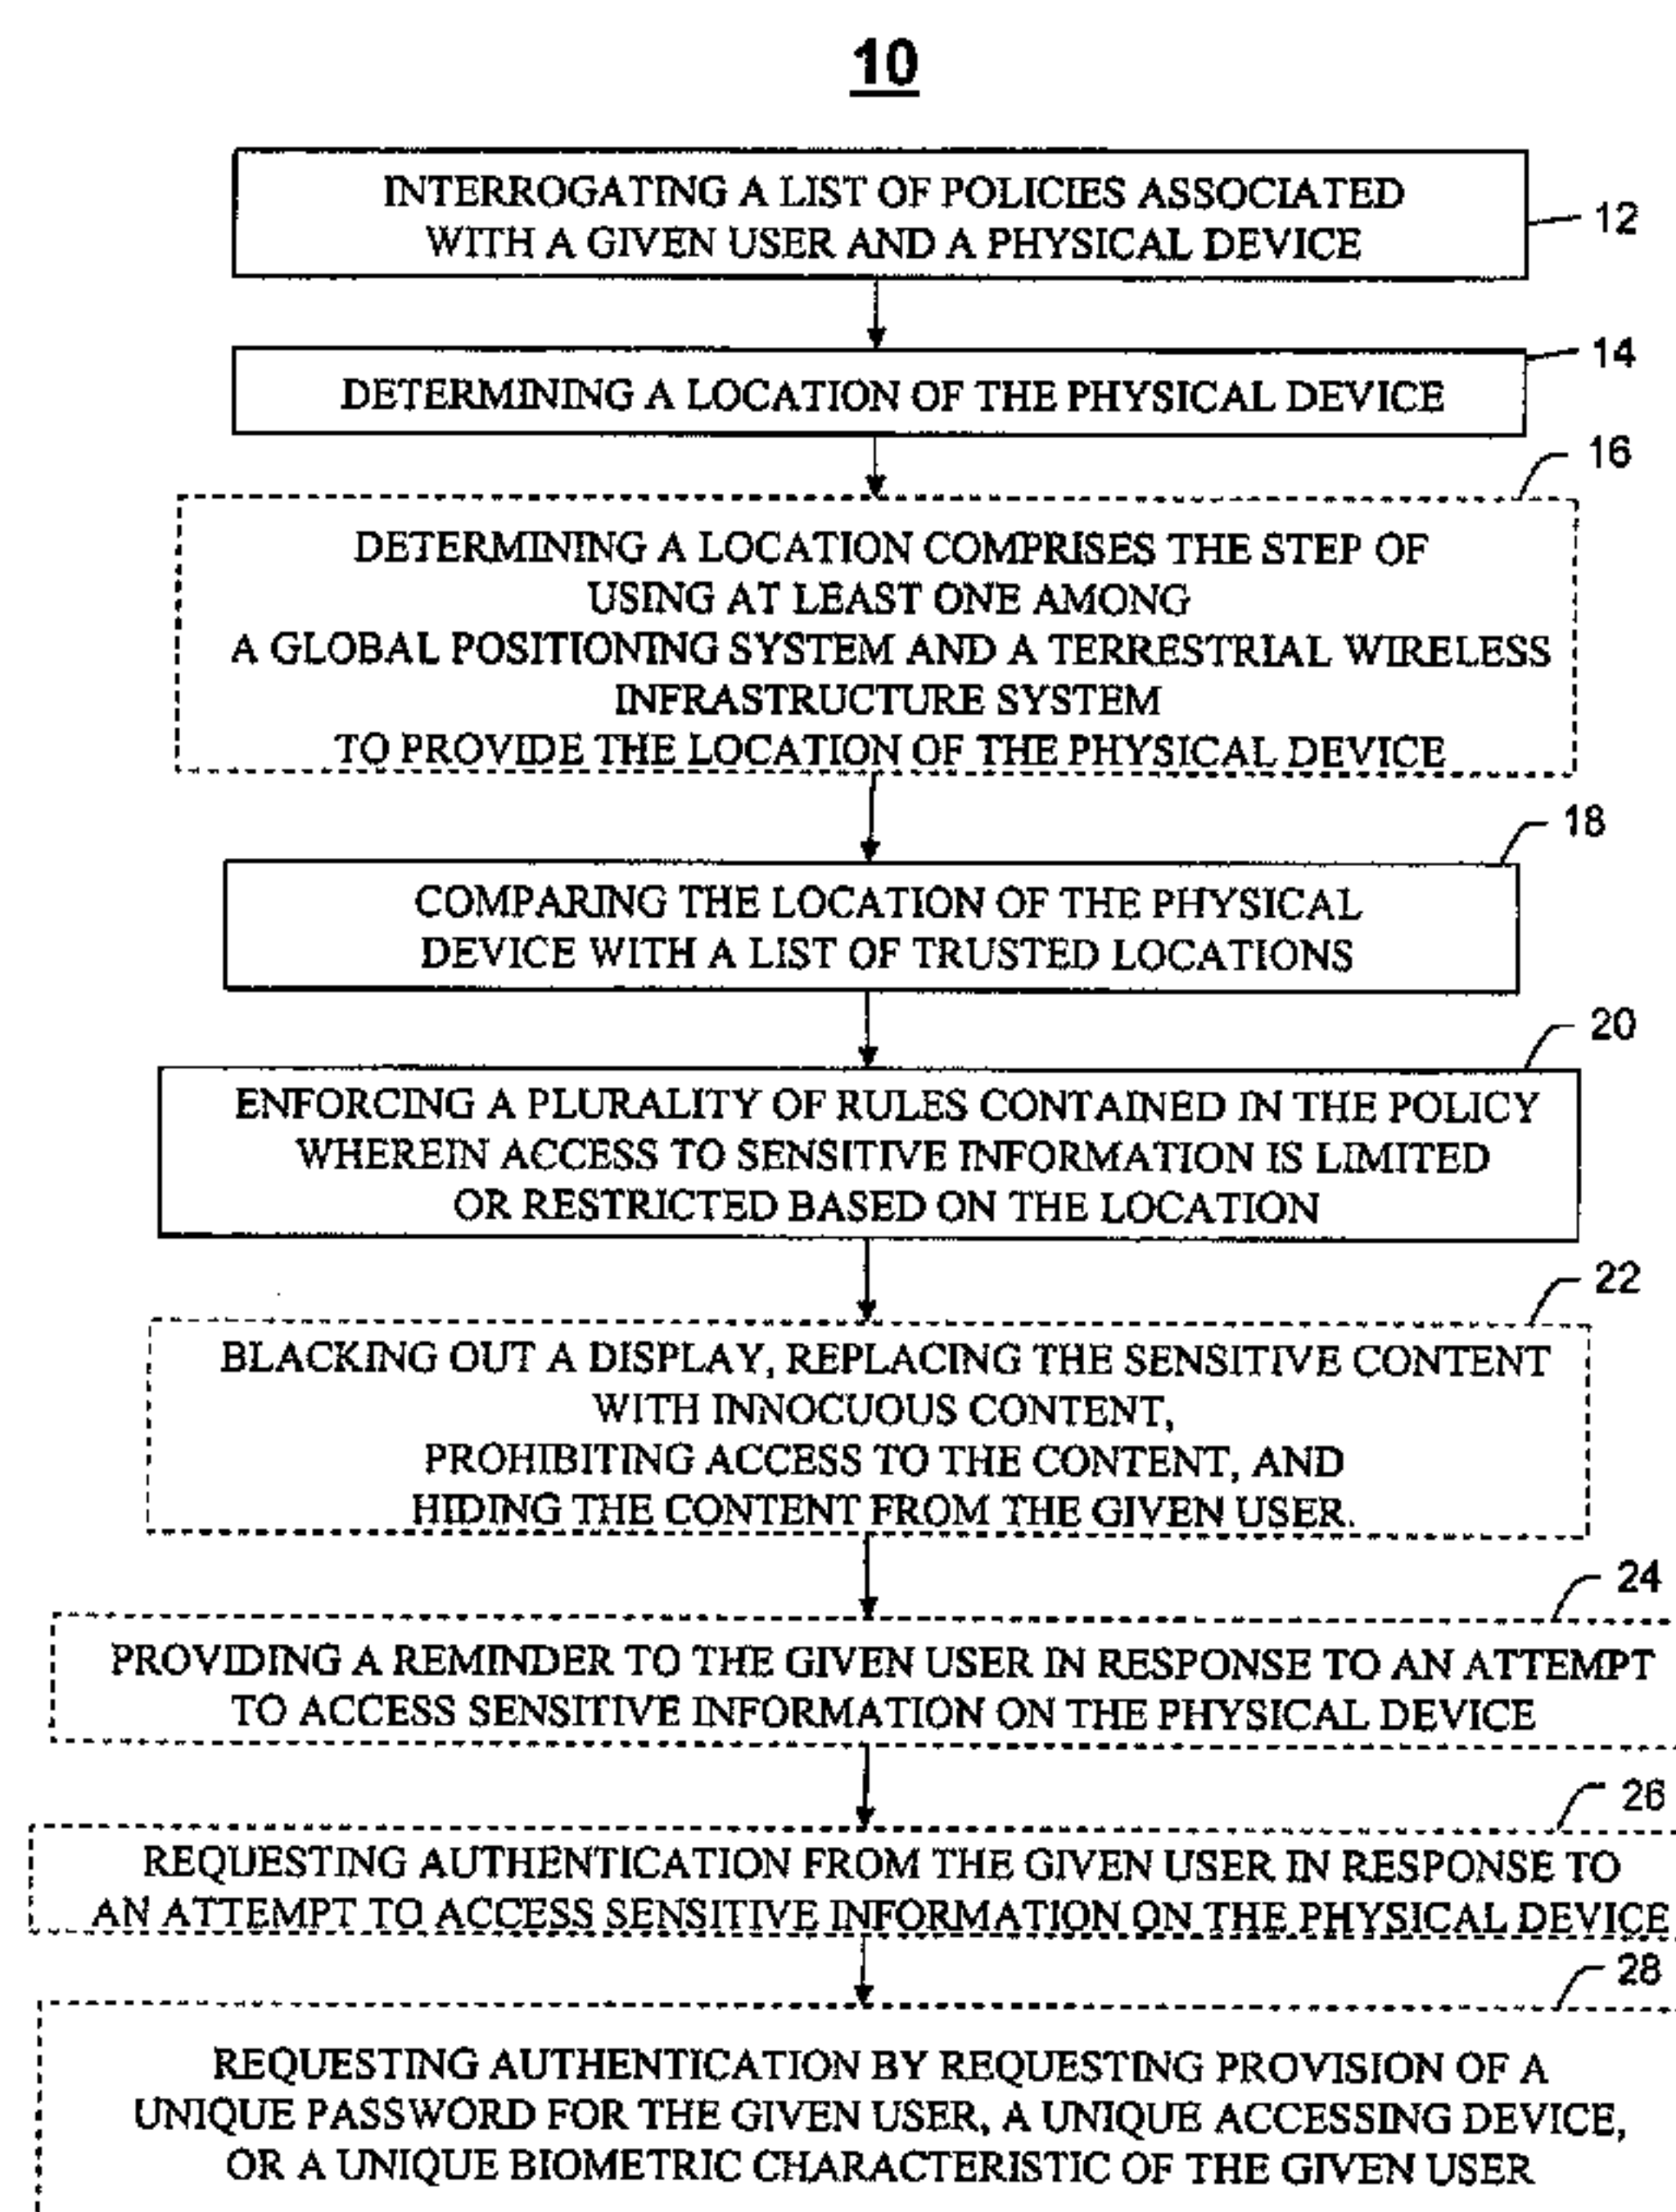 10
INTERROGATING A LIST OF POLICIES ASSOCIATED
WITH A GIVEN USER AND A PHYSICAL DEVICE
12
14
DETERMINING A LOCATION OF THE PHYSICAL DEVICE
16
DETERMINING A LOCATION COMPRISES THE STEP OF
USING AT LEAST ONE AMONG
A GLOBAL POSITIONING SYSTEM AND A TERRESTRIAL WIRELESS
INFRASTRUCTURE SYSTEM
TO PROVIDE THE LOCATION OF THE PHYSICAL DEVICE
18
COMPARING THE LOCATION OF THE PHYSICAL
DEVICE WITH A LIST OF TRUSTED LOCATIONS
20
ENFORCING A PLURALITY OF RULES CONTAINED IN THE POLICY
WHEREIN ACCESS TO SENSITIVE INFORMATION IS LIMITED
OR RESTRICTED BASED ON THE LOCATION
22
BLACKING OUT A DISPLAY, REPLACING THE SENSITIVE CONTENT
WITH INNOCUOUS CONTENT,
PROHIBITING ACCESS TO THE CONTENT, AND
HIDING THE CONTENT FROM THE GIVEN USER.
24
PROVIDING A REMINDER TO THE GIVEN USER IN RESPONSE TO AN ATTEMPT
TO ACCESS SENSITIVE INFORMATION ON THE PHYSICAL DEVICE
26
REQUESTING AUTHENTICATION FROM THE GIVEN USER IN RESPONSE TO
AN ATTEMPT TO ACCESS SENSITIVE INFORMATION ON THE PHYSICAL DEVICE
28
REQUESTING AUTHENTICATION BY REQUESTING PROVISION OF A
UNIQUE PASSWORD FOR THE GIVEN USER, A UNIQUE ACCESSING DEVICE,
OR A UNIQUE BIOMETRIC CHARACTERISTIC OF THE GIVEN USER